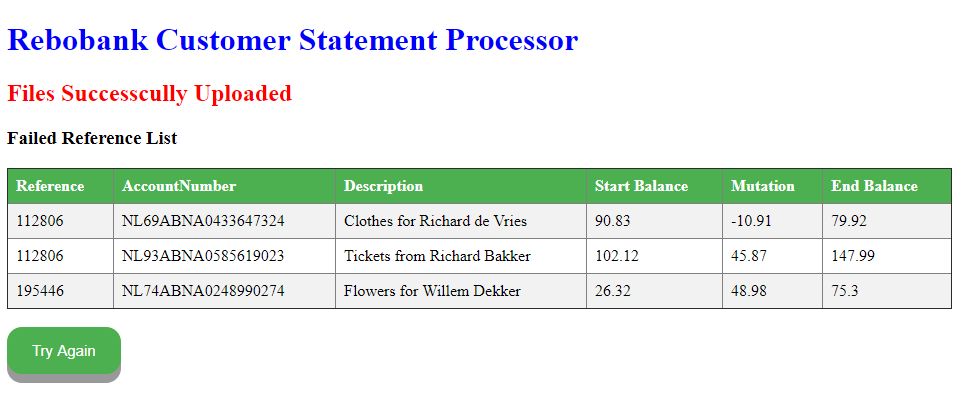 Rebobank Customer Statement Processor
Files Successcully Uploaded
Failed Reference List
Reference AccountNumber Description Start Balance Mutation End Balance
112806 NL69ABNA0433647324 Clothes for Richard de Vries 90.83 -10.91 79.92
112806 NL93ABNA0585619023 Tickets from Richard Bakker 102.12 45.87 147.99
195446 NL74ABNA0248990274 Flowers for Willem Dekker 26.32 48.98 75.3
Try Again